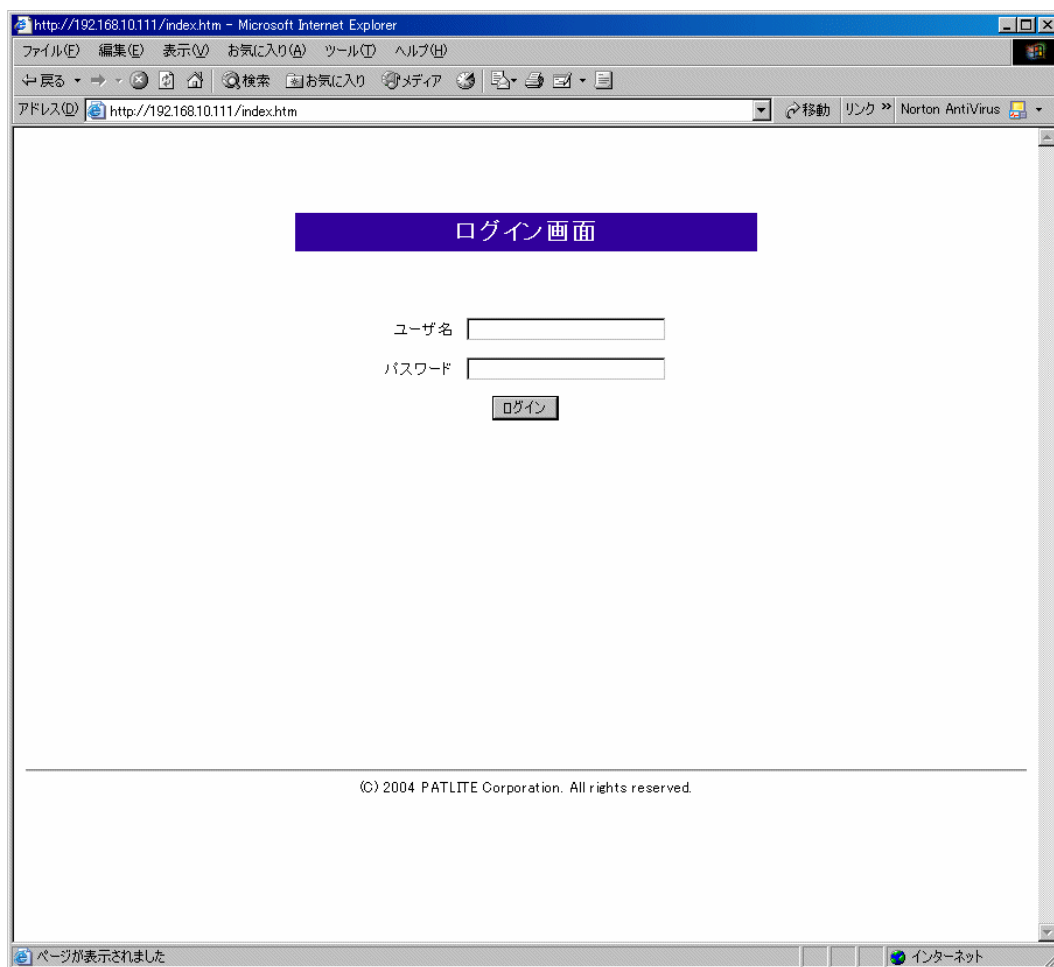 http://192.168.10.111/index.htm - Microsoft Internet Explorer
ファイル(F) 編集(E) 表示(V) お気に入り(A) ツール(T) ヘルプ(H)
戻る 検索 お気に入り メディア
アドレス(D) http://192.168.10.111/index.htm 移動 リンク » Norton AntiVirus
ログイン画面
ユーザ名
パスワード
ログイン
(C) 2004 PATLITE Corporation. All rights reserved.
ページが表示されました インターネット